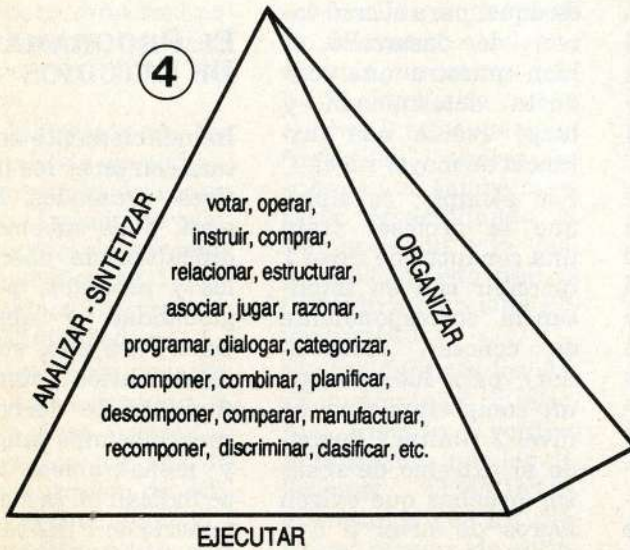 4
ANALIZAR - SINTETIZAR
ORGANIZAR
votar, operar,
instruir, comprar,
relacionar, estructurar,
asociar, jugar, razonar,
programar, dialogar, categorizar,
componer, combinar, planificar,
descomponer, comparar, manufacturar,
recomponer, discriminar, clasificar, etc.
EJECUTAR